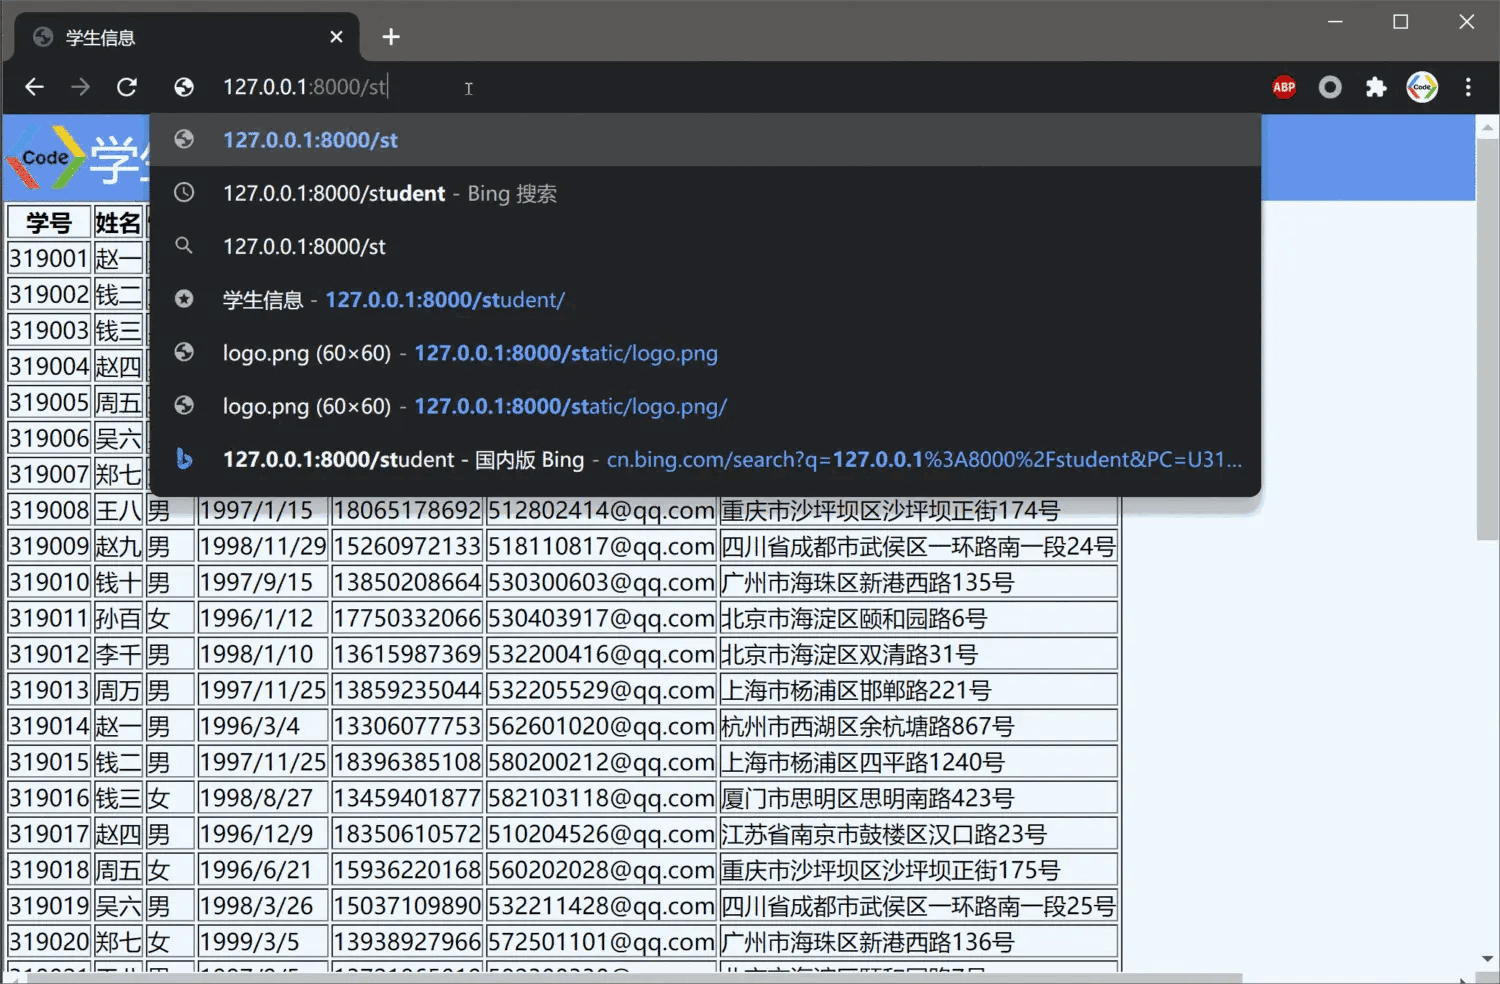 学生信息
127.0.0.1:8000/st
ABP
Code
Code 学生
127.0.0.1:8000/st
127.0.0.1:8000/student - Bing 搜索
127.0.0.1:8000/st
学生信息 - 127.0.0.1:8000/student/
logo.png (60×60) - 127.0.0.1:8000/static/logo.png
logo.png (60×60) - 127.0.0.1:8000/static/logo.png/
127.0.0.1:8000/student - 国内版 Bing - cn.bing.com/search?q=127.0.0.1%3A8000%2Fstudent&PC=U31...
学号 姓名
319001 赵一
319002 钱二
319003 钱三
319004 赵四
319005 周五
319006 吴六
319007 郑七
319008 王八 男 1997/1/15 18065178692 512802414@qq.com 重庆市沙坪坝区沙坪坝正街174号
319009 赵九 男 1998/11/29 15260972133 518110817@qq.com 四川省成都市武侯区一环路南一段24号
319010 钱十 男 1997/9/15 13850208664 530300603@qq.com 广州市海珠区新港西路135号
319011 孙百 女 1996/1/12 17750332066 530403917@qq.com 北京市海淀区颐和园路6号
319012 李千 男 1998/1/10 13615987369 532200416@qq.com 北京市海淀区双清路31号
319013 周万 男 1997/11/25 13859235044 532205529@qq.com 上海市杨浦区邯郸路221号
319014 赵一 男 1996/3/4 13306077753 562601020@qq.com 杭州市西湖区余杭塘路867号
319015 钱二 男 1997/11/25 18396385108 580200212@qq.com 上海市杨浦区四平路1240号
319016 钱三 女 1998/8/27 13459401877 582103118@qq.com 厦门市思明区思明南路423号
319017 赵四 男 1996/12/9 18350610572 510204526@qq.com 江苏省南京市鼓楼区汉口路23号
319018 周五 女 1996/6/21 15936220168 560202028@qq.com 重庆市沙坪坝区沙坪坝正街175号
319019 吴六 男 1998/3/26 15037109890 532211428@qq.com 四川省成都市武侯区一环路南一段25号
319020 郑七 女 1999/3/5 13938927966 572501101@qq.com 广州市海珠区新港西路136号